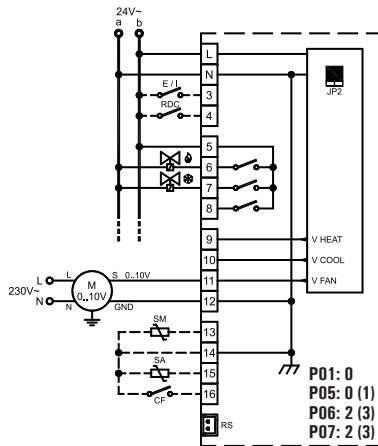 24V~
a b
L
N
JP2
E / I
3
RDC
4
5
6
7
8
9 V HEAT
10 V COOL
L L S 0..10V 11 V FAN
M
0..10V
230V~
N N GND 12
SM 13
14
SA 15
CF 16
RS
P01: 0
P05: 0 (1)
P06: 2 (3)
P07: 2 (3)